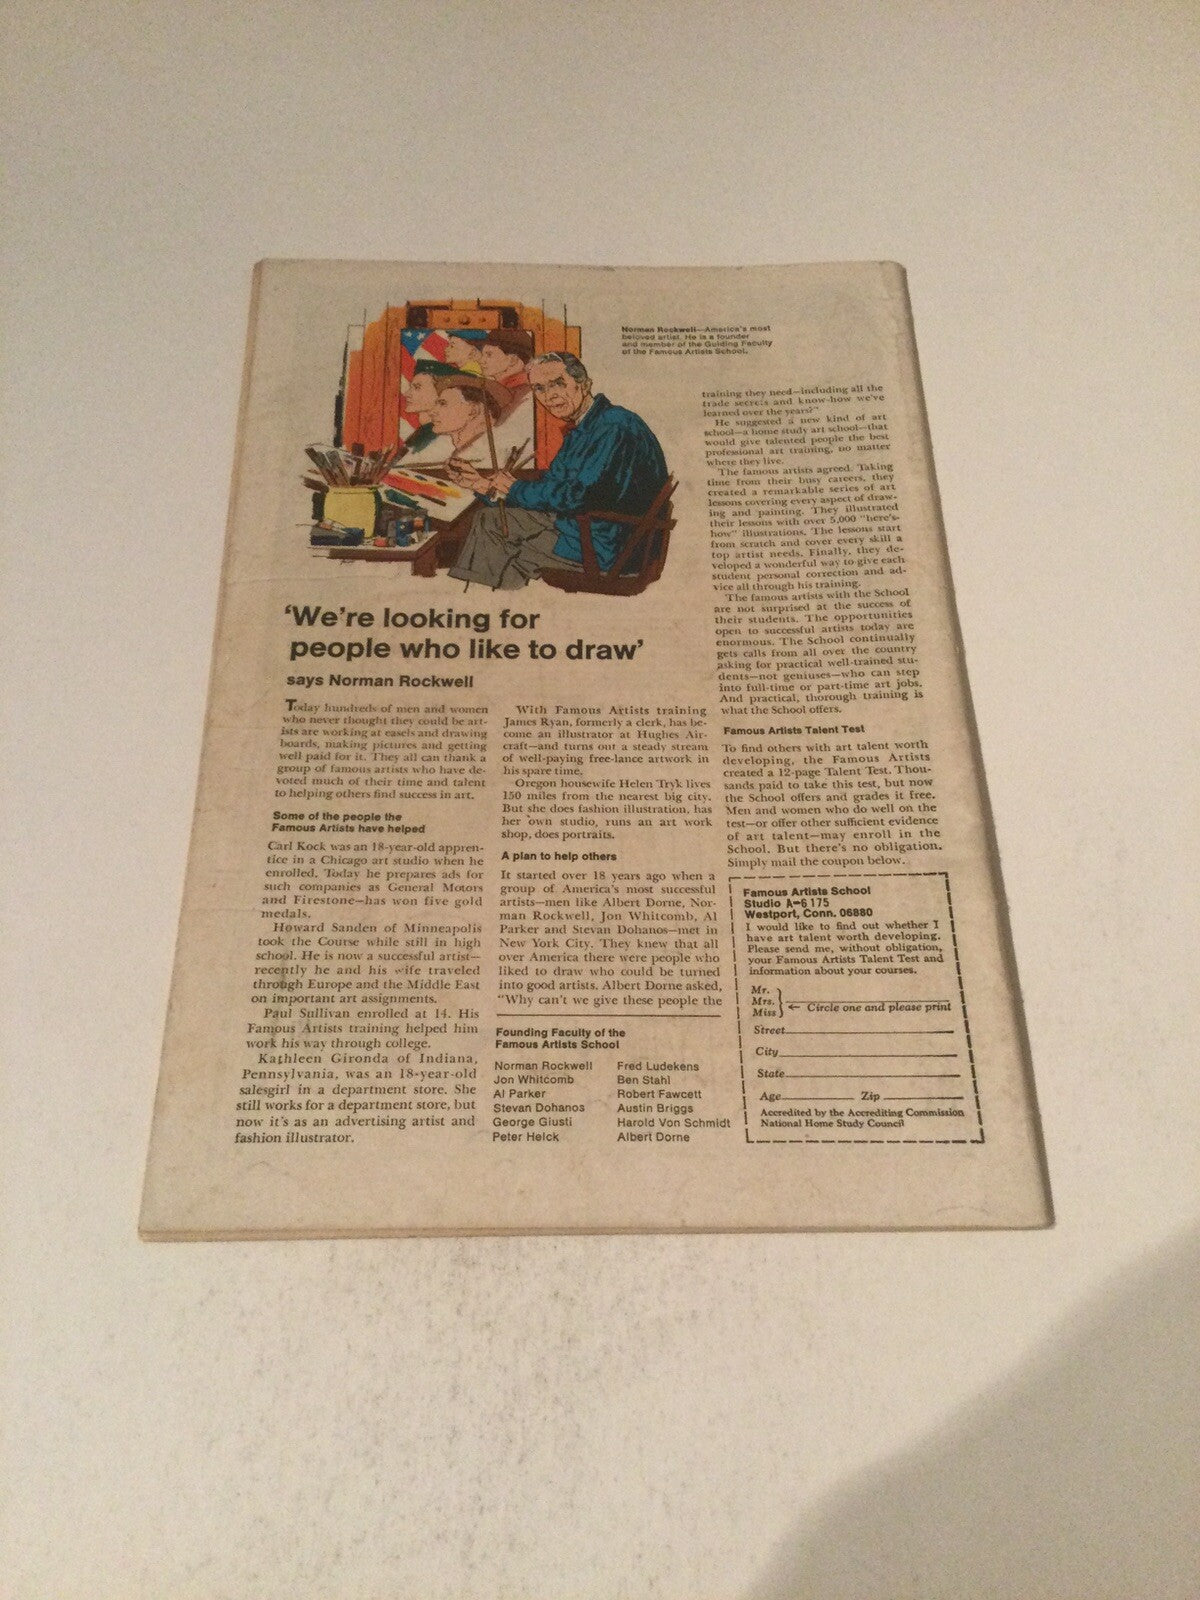 Norman Rockwell—America's most
beloved artist. He is a founder
and member of the Guiding Faculty
of the Famous Artists School.
'We're looking for
people who like to draw'
says Norman Rockwell
Today hundreds of men and women
who never thought they could be art-
ists are working at easels and drawing
boards, making pictures and getting
well paid for it. They all can thank a
group of famous artists who have de-
voted much of their time and talent
to helping others find success in art.
Some of the people the
Famous Artists have helped
Carl Kock was an 18-year-old appren-
tice in a Chicago art studio when he
enrolled. Today he prepares ads for
such companies as General Motors
and Firestone—has won five gold
medals.
Howard Sanden of Minneapolis
took the Course while still in high
school. He is now a successful artist—
recently he and his wife traveled
through Europe and the Middle East
on important art assignments.
Paul Sullivan enrolled at 14. His
Famous Artists training helped him
work his way through college.
Kathleen Gironda of Indiana,
Pennsylvania, was an 18-year-old
salesgirl in a department store. She
still works for a department store, but
now it's as an advertising artist and
fashion illustrator.
With Famous Artists training
James Ryan, formerly a clerk, has be-
come an illustrator at Hughes Air-
craft—and turns out a steady stream
of well-paying free-lance artwork in
his spare time.
Oregon housewife Helen Tryk lives
150 miles from the nearest big city.
But she does fashion illustration, has
her own studio, runs an art work
shop, does portraits.
A plan to help others
It started over 18 years ago when a
group of America's most successful
artists—men like Albert Dorne, Nor-
man Rockwell, Jon Whitcomb, Al
Parker and Stevan Dohanos—met in
New York City. They knew that all
over America there were people who
liked to draw who could be turned
into good artists. Albert Dorne asked,
"Why can't we give these people the
training they need—including all the
trade secrets and know-how we've
learned over the years?"
He suggested a new kind of art
school—a home study art school—that
would give talented people the best
professional art training, no matter
where they live.
The famous artists agreed. Taking
time from their busy careers, they
created a remarkable series of art
lessons covering every aspect of draw-
ing and painting. They illustrated
their lessons with over 5,000 "here's-
how" illustrations. The lessons start
from scratch and cover every skill a
top artist needs. Finally, they de-
veloped a wonderful way to give each
student personal correction and ad-
vice all through his training.
The famous artists with the School
are not surprised at the success of
their students. The opportunities
open to successful artists today are
enormous. The School continually
gets calls from all over the country
asking for practical well-trained stu-
dents—not geniuses—who can step
into full-time or part-time art jobs.
And practical, thorough training is
what the School offers.
Famous Artists Talent Test
To find others with art talent worth
developing, the Famous Artists
created a 12-page Talent Test. Thou-
sands paid to take this test, but now
the School offers and grades it free.
Men and women who do well on the
test—or offer other sufficient evidence
of art talent—may enroll in the
School. But there's no obligation.
Simply mail the coupon below.
Founding Faculty of the
Famous Artists School
Norman Rockwell
Jon Whitcomb
Al Parker
Stevan Dohanos
George Giusti
Peter Helck
Fred Ludekens
Ben Stahl
Robert Fawcett
Austin Briggs
Harold Von Schmidt
Albert Dorne
Famous Artists School
Studio A-6175
Westport, Conn. 06880
I would like to find out whether I
have art talent worth developing.
Please send me, without obligation,
your Famous Artists Talent Test and
information about your courses.
Mr.
Mrs.
Miss
← Circle one and please print
Street
City
State
Age Zip
Accredited by the Accrediting Commission
National Home Study Council